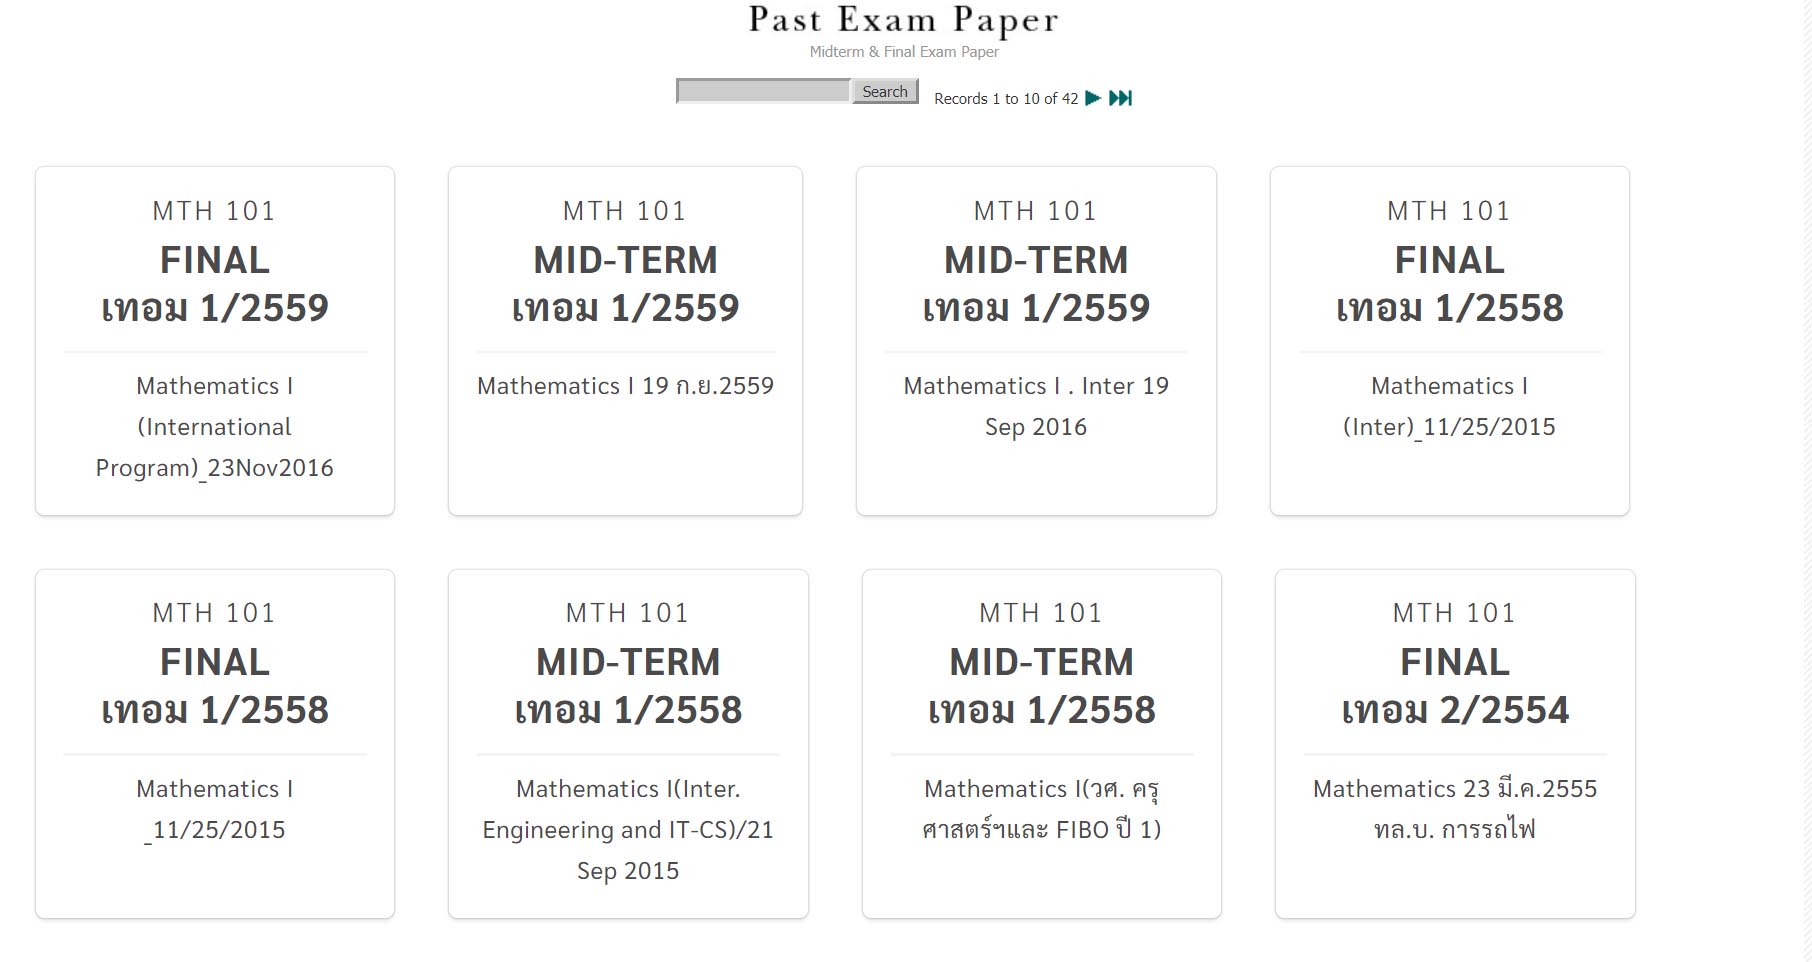 Past Exam Paper
Midterm & Final Exam Paper
Search
Records 1 to 10 of 42
MTH 101
FINAL
เทอม 1/2559
Mathematics I
(International
Program)_23Nov2016
MTH 101
MID-TERM
เทอม 1/2559
Mathematics I 19 ก.ย.2559
MTH 101
MID-TERM
เทอม 1/2559
Mathematics I . Inter 19
Sep 2016
MTH 101
FINAL
เทอม 1/2558
Mathematics I
(Inter)_11/25/2015
MTH 101
FINAL
เทอม 1/2558
Mathematics I
_11/25/2015
MTH 101
MID-TERM
เทอม 1/2558
Mathematics I(Inter.
Engineering and IT-CS)/21
Sep 2015
MTH 101
MID-TERM
เทอม 1/2558
Mathematics I(วศ. ครุ
ศาสตร์ฯและ FIBO ปี 1)
MTH 101
FINAL
เทอม 2/2554
Mathematics 23 มี.ค.2555
ทล.บ. การรถไฟ